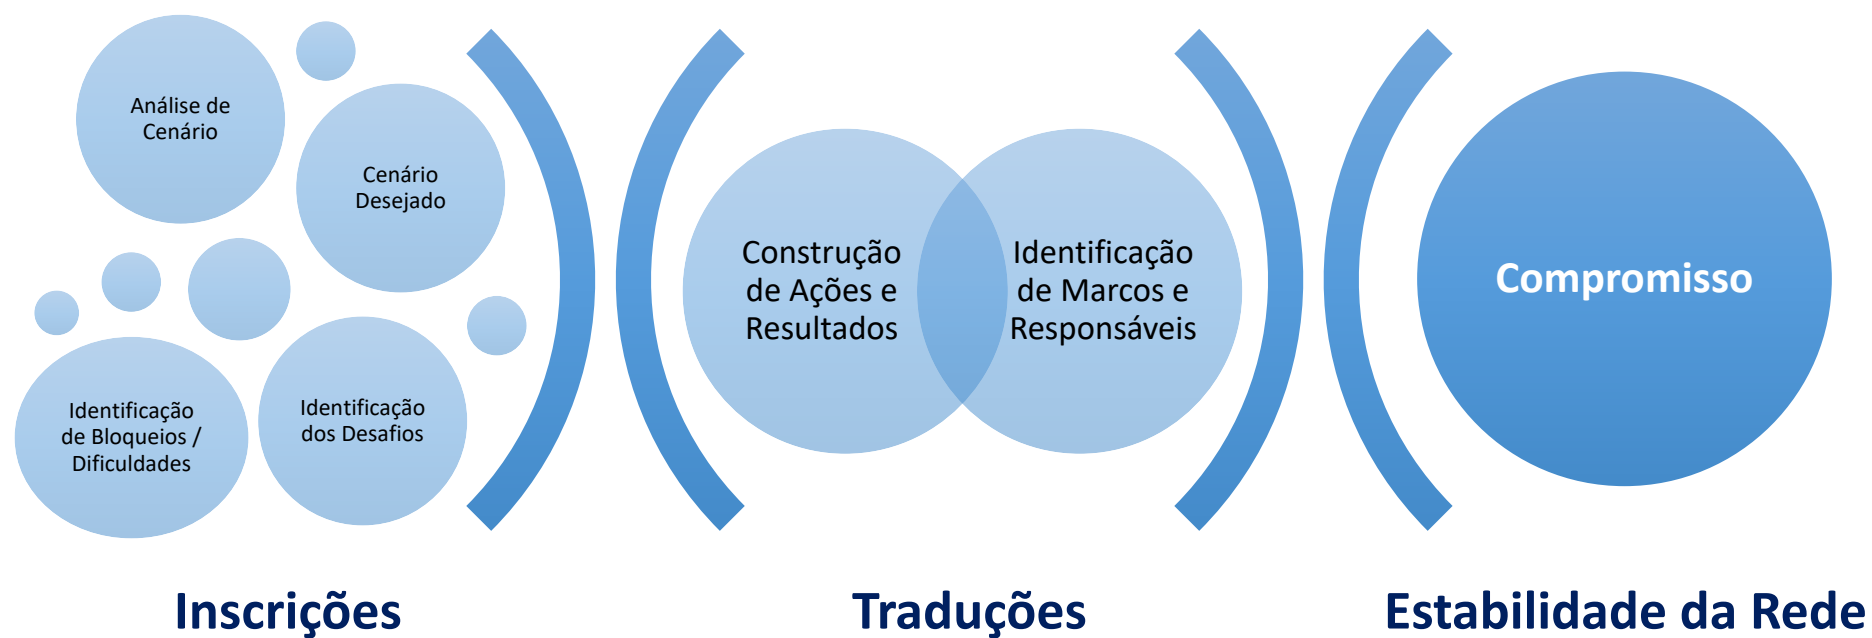 Análise de
Cenário
Cenário
Desejado
Identificação
de Bloqueios /
Dificuldades
Identificação
dos Desafios
Construção
de Ações e
Resultados
Identificação
de Marcos e
Responsáveis
Compromisso
Inscrições
Traduções
Estabilidade da Rede